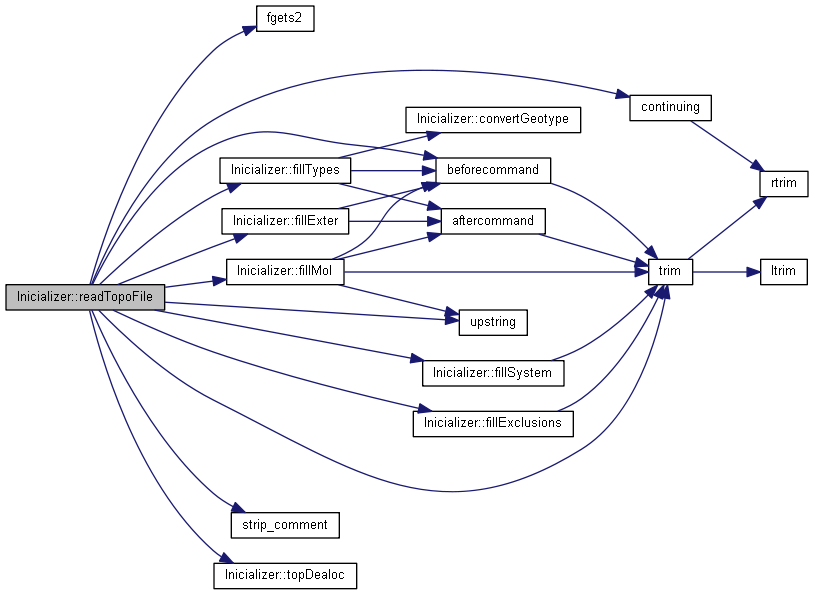 fgets2
continuing
Inicializer::convertGeotype
Inicializer::fillTypes
beforecommand
rtrim
Inicializer::fillExter
aftercommand
Inicializer::fillMol
trim
ltrim
Inicializer::readTopoFile
upstring
Inicializer::fillSystem
Inicializer::fillExclusions
strip_comment
Inicializer::topDealoc